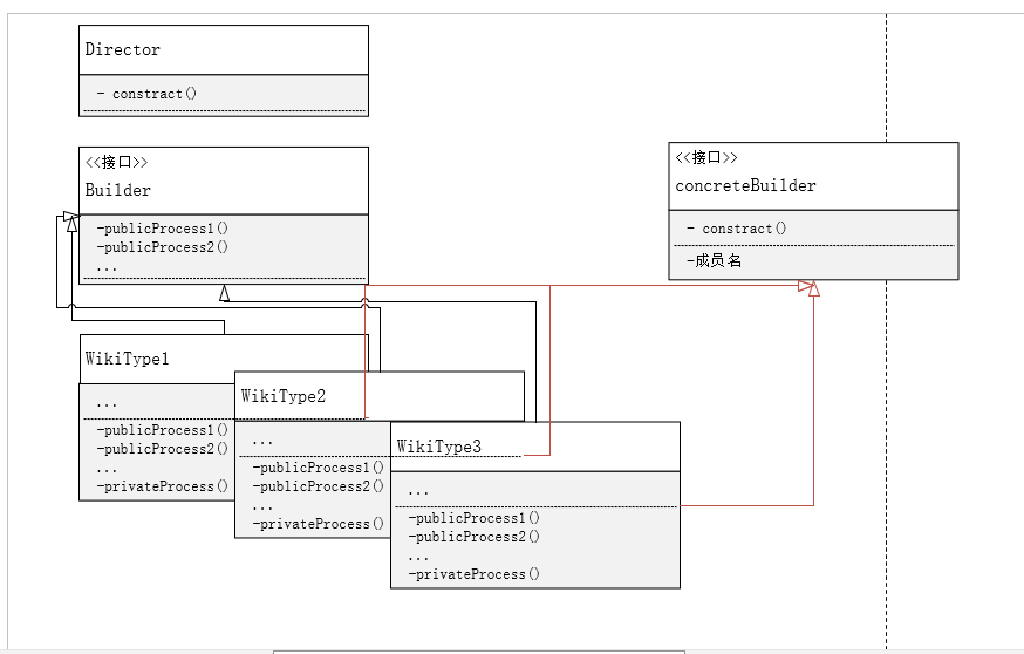 Director
- constract()
<<接口>>
Builder
-publicProcess1()
-publicProcess2()
...
<<接口>>
concreteBuilder
- constract()
-成员名
WikiType1
...
-publicProcess1()
-publicProcess2()
...
-privateProcess()
WikiType2
...
-publicProcess1()
-publicProcess2()
...
-privateProcess()
WikiType3
...
-publicProcess1()
-publicProcess2()
...
-privateProcess()